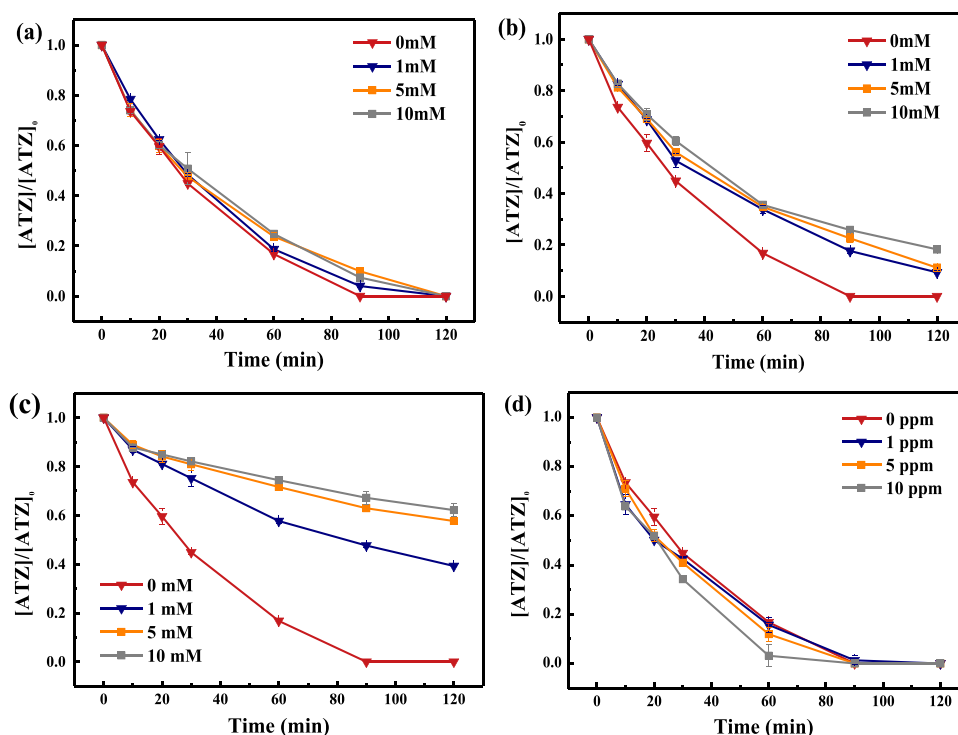 (a)
0mM
1mM
5mM
10mM
1.0
0.8
0.6
0.4
0.2
0.0
[ATZ]/[ATZ]₀
0 20 40 60 80 100 120
Time (min)
(b)
0mM
1mM
5mM
10mM
1.0
0.8
0.6
0.4
0.2
0.0
[ATZ]/[ATZ]₀
0 20 40 60 80 100 120
Time (min)
(c)
1.0
0.8
0.6
0.4
0.2
0.0
[ATZ]/[ATZ]₀
0 mM
1 mM
5 mM
10 mM
0 20 40 60 80 100 120
Time (min)
(d)
0 ppm
1 ppm
5 ppm
10 ppm
1.0
0.8
0.6
0.4
0.2
0.0
[ATZ]/[ATZ]₀
0 20 40 60 80 100 120
Time (min)